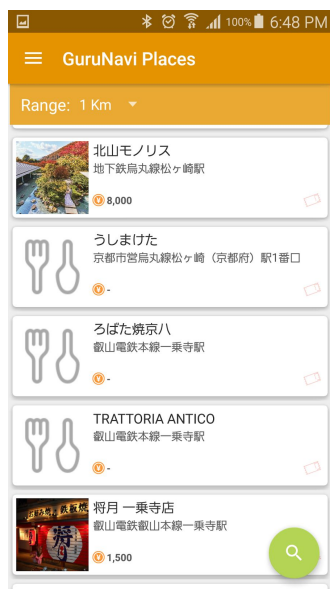 100% 6:48 PM
GuruNavi Places
Range: 1 Km
北山モノリス
地下鉄烏丸線松ヶ崎駅
8,000
うしまけた
京都市営烏丸線松ヶ崎（京都府）駅1番口
-
ろばた焼京八
叡山電鉄本線一乗寺駅
-
TRATTORIA ANTICO
叡山電鉄本線一乗寺駅
-
将月 一乗寺店
叡山電鉄叡山本線一乗寺駅
1,500